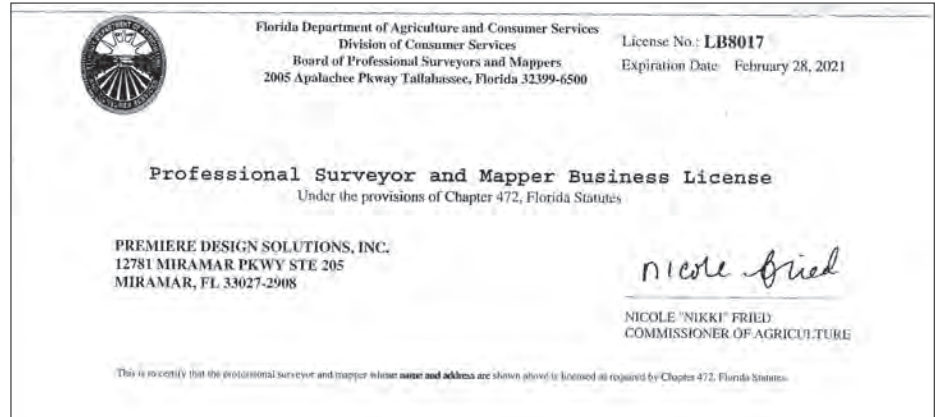 Florida Department of Agriculture and Consumer Services
Division of Consumer Services
Board of Professional Surveyors and Mappers
2005 Apalachee Pkway Tallahassee, Florida 32399-6500
License No.: LB8017
Expiration Date February 28, 2021
Professional Surveyor and Mapper Business License
Under the provisions of Chapter 472, Florida Statutes
PREMIERE DESIGN SOLUTIONS, INC.
12781 MIRAMAR PKWY STE 205
MIRAMAR, FL 33027-2908
nicole fried
NICOLE "NIKKI" FRIED
COMMISSIONER OF AGRICULTURE
This is to certify that the professional surveyor and mapper whose name and address are shown above is licensed as required by Chapter 472, Florida Statutes.